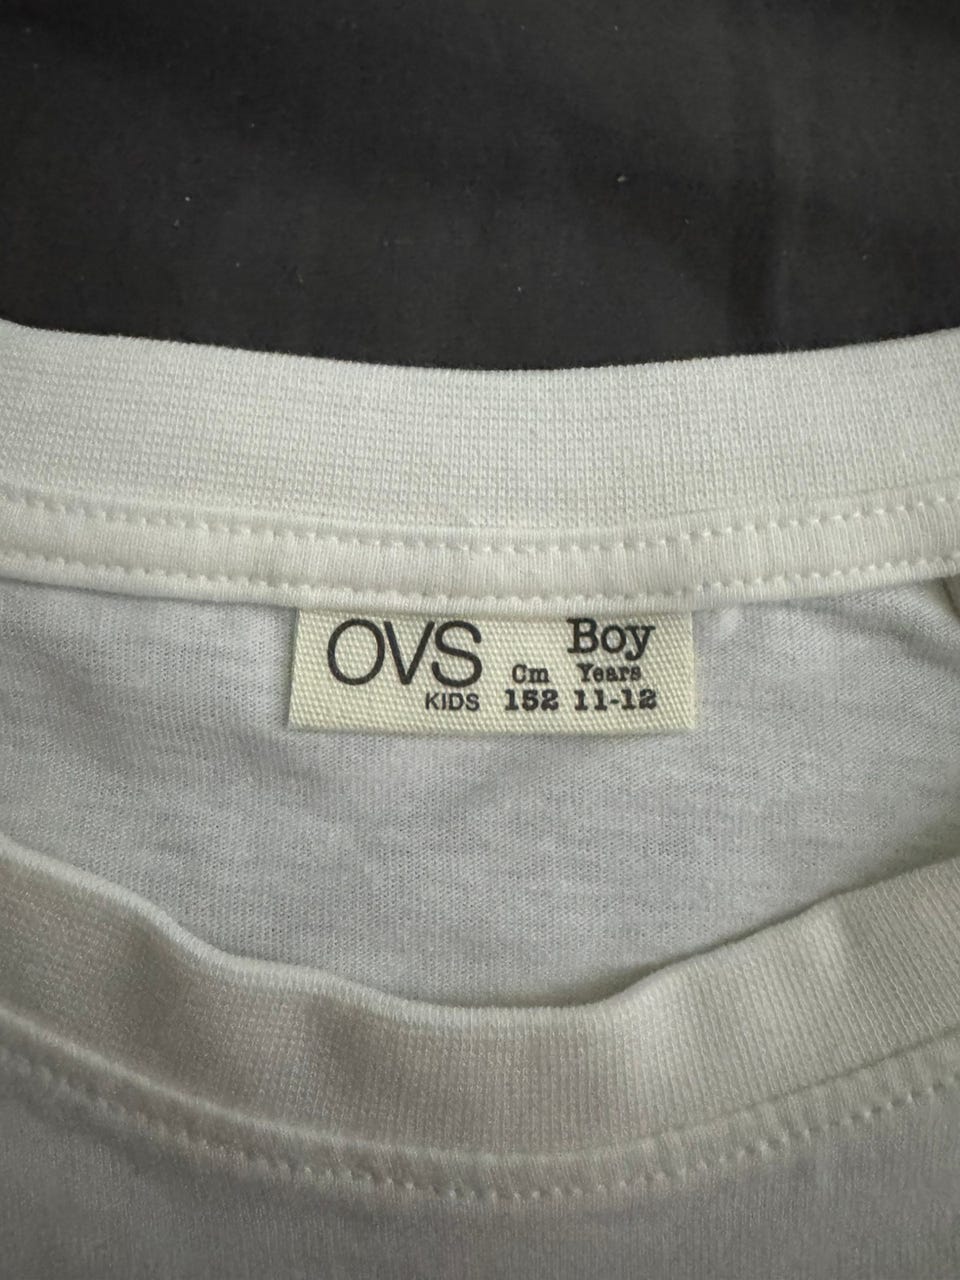 OVS
KIDS
Boy
Cm Years
152 11-12